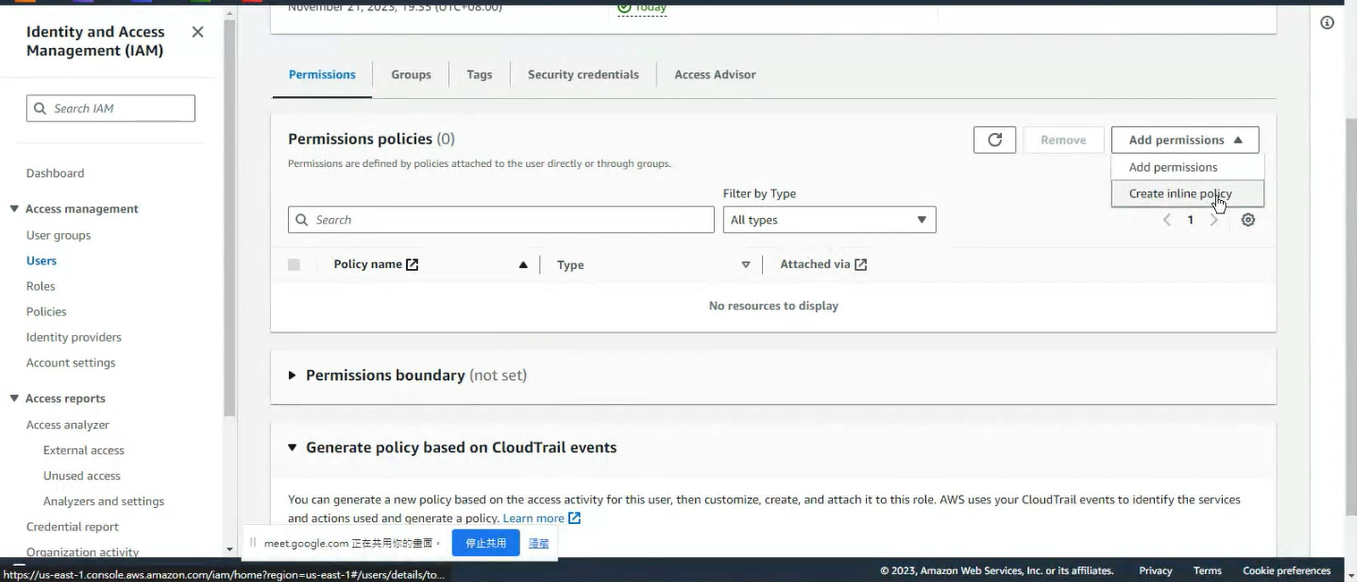 November 21, 2023, 19:35 (UTC+08:00)
Today
Identity and Access
Management (IAM)
Search IAM
Dashboard
Access management
User groups
Users
Roles
Policies
Identity providers
Account settings
Access reports
Access analyzer
External access
Unused access
Analyzers and settings
Credential report
Organization activity
Permissions
Groups
Tags
Security credentials
Access Advisor
Permissions policies (0)
Permissions are defined by policies attached to the user directly or through groups.
Remove
Add permissions
Add permissions
Create inline policy
Filter by Type
Search
All types
1
Policy name
Type
Attached via
No resources to display
Permissions boundary (not set)
Generate policy based on CloudTrail events
You can generate a new policy based on the access activity for this user, then customize, create, and attach it to this role. AWS uses your CloudTrail events to identify the services
and actions used and generate a policy. Learn more
meet.google.com 正在共用你的畫面。
停止共用
隱藏
https://us-east-1.console.aws.amazon.com/iam/home?region=us-east-1#/users/details/to...
© 2023, Amazon Web Services, Inc. or its affiliates.
Privacy
Terms
Cookie preferences